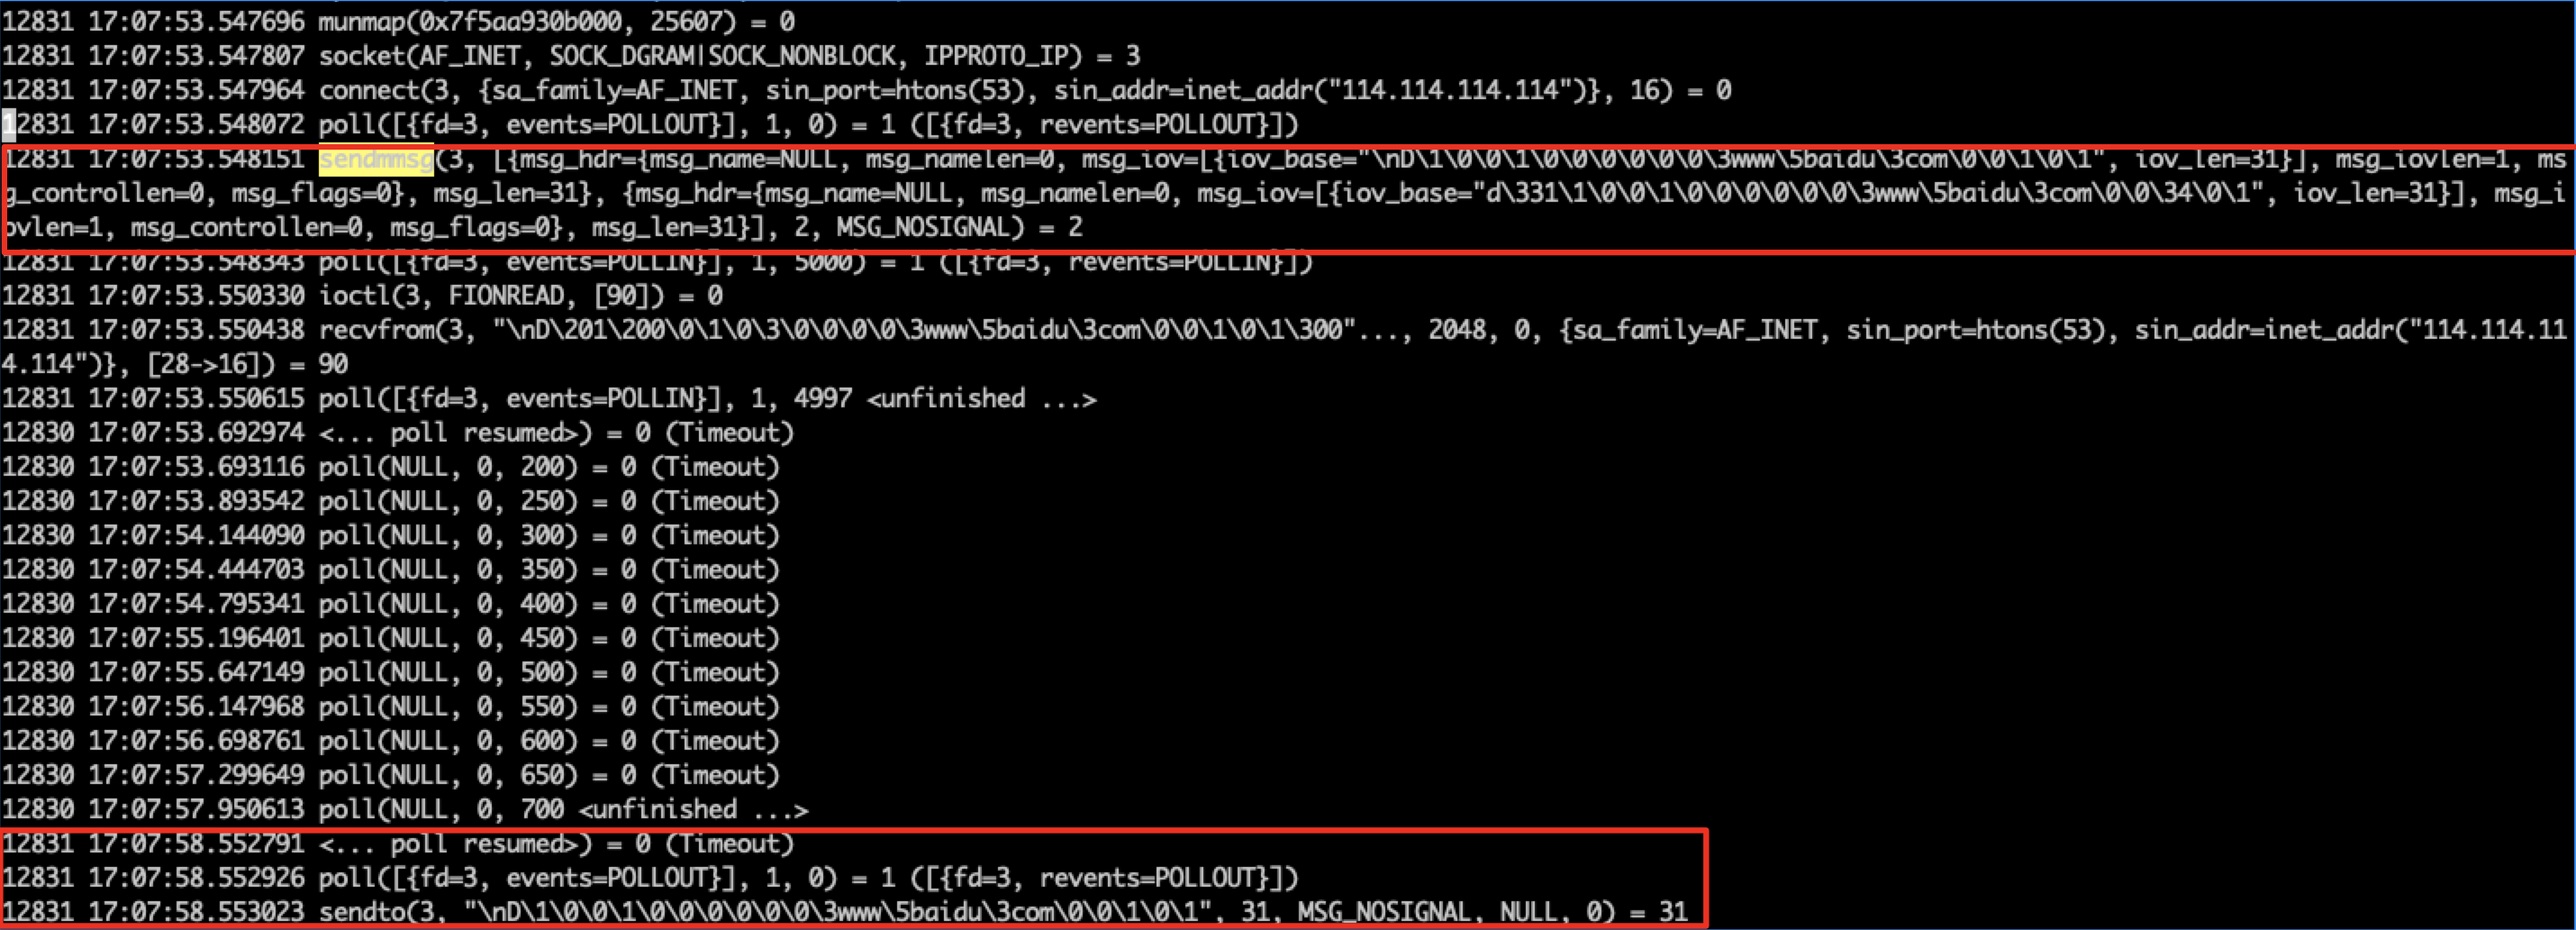 12831 17:07:53.547696 munmap(0x7f5aa930b000, 25607) = 0
12831 17:07:53.547807 socket(AF_INET, SOCK_DGRAM|SOCK_NONBLOCK, IPPROTO_IP) = 3
12831 17:07:53.547964 connect(3, {sa_family=AF_INET, sin_port=htons(53), sin_addr=inet_addr("114.114.114.114")}, 16) = 0
12831 17:07:53.548072 poll([{fd=3, events=POLLOUT}], 1, 0) = 1 ([{fd=3, revents=POLLOUT}])
12831 17:07:53.548151 sendmmsg(3, [{msg_hdr={msg_name=NULL, msg_namelen=0, msg_iov=[{iov_base="\nD\1\0\0\1\0\0\0\0\0\0\3www\5baidu\3com\0\0\1\0\1", iov_len=31}], msg_iovlen=1, ms
g_controllen=0, msg_flags=0}, msg_len=31}, {msg_hdr={msg_name=NULL, msg_namelen=0, msg_iov=[{iov_base="d\331\1\0\0\1\0\0\0\0\0\0\3www\5baidu\3com\0\0\34\0\1", iov_len=31}], msg_i
ovlen=1, msg_controllen=0, msg_flags=0}, msg_len=31}], 2, MSG_NOSIGNAL) = 2
12831 17:07:53.548343 poll([{fd=3, events=POLLIN}], 1, 5000) = 1 ([{fd=3, revents=POLLIN}])
12831 17:07:53.550330 ioctl(3, FIONREAD, [90]) = 0
12831 17:07:53.550438 recvfrom(3, "\nD\201\200\0\1\0\3\0\0\0\0\3www\5baidu\3com\0\0\1\0\1\300"..., 2048, 0, {sa_family=AF_INET, sin_port=htons(53), sin_addr=inet_addr("114.114.11
4.114")}, [28->16]) = 90
12831 17:07:53.550615 poll([{fd=3, events=POLLIN}], 1, 4997 <unfinished ...>
12830 17:07:53.692974 <... poll resumed>) = 0 (Timeout)
12830 17:07:53.693116 poll(NULL, 0, 200) = 0 (Timeout)
12830 17:07:53.893542 poll(NULL, 0, 250) = 0 (Timeout)
12830 17:07:54.144090 poll(NULL, 0, 300) = 0 (Timeout)
12830 17:07:54.444703 poll(NULL, 0, 350) = 0 (Timeout)
12830 17:07:54.795341 poll(NULL, 0, 400) = 0 (Timeout)
12830 17:07:55.196401 poll(NULL, 0, 450) = 0 (Timeout)
12830 17:07:55.647149 poll(NULL, 0, 500) = 0 (Timeout)
12830 17:07:56.147968 poll(NULL, 0, 550) = 0 (Timeout)
12830 17:07:56.698761 poll(NULL, 0, 600) = 0 (Timeout)
12830 17:07:57.299649 poll(NULL, 0, 650) = 0 (Timeout)
12830 17:07:57.950613 poll(NULL, 0, 700 <unfinished ...>
12831 17:07:58.552791 <... poll resumed>) = 0 (Timeout)
12831 17:07:58.552926 poll([{fd=3, events=POLLOUT}], 1, 0) = 1 ([{fd=3, revents=POLLOUT}])
12831 17:07:58.553023 sendto(3, "\nD\1\0\0\1\0\0\0\0\0\0\3www\5baidu\3com\0\0\1\0\1", 31, MSG_NOSIGNAL, NULL, 0) = 31